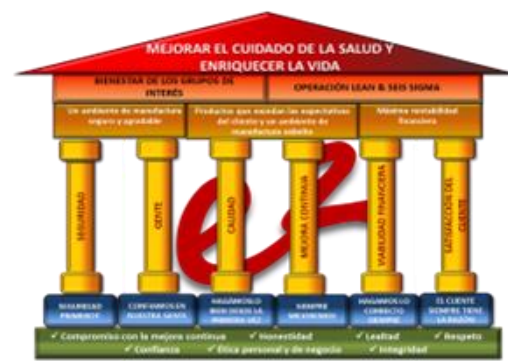 MEJORAR EL CUIDADO DE LA SALUD Y
ENRIQUECER LA VIDA
BIENESTAR DE LOS GRUPOS DE
INTERÉS
OPERACIÓN LEAN & SEIS SIGMA
Un ambiente de manufactura
seguro y agradable
Productos que excedan las expectativas
del cliente y un ambiente de
manufactura esbelto
Máxima rentabilidad
financiera
SEGURIDAD
GENTE
CALIDAD
MEJORA CONTINUA
VIABILIDAD FINANCIERA
SATISFACCIÓN DEL
CLIENTE
SEGURIDAD
PRIMERO
CONFIAMOS EN
NUESTRA GENTE
HAGÁMOSLO
BIEN DESDE LA
PRIMERA VEZ
SIEMPRE
MEJORANDO
HAGAMOS LO
CORRECTO
SIEMPRE
EL CLIENTE
SIEMPRE TIENE
LA RAZÓN
✓ Compromiso con la mejora continua ✓ Honestidad ✓ Lealtad ✓ Respeto
✓ Confianza ✓ Ética personal y de negocio ✓ Integridad